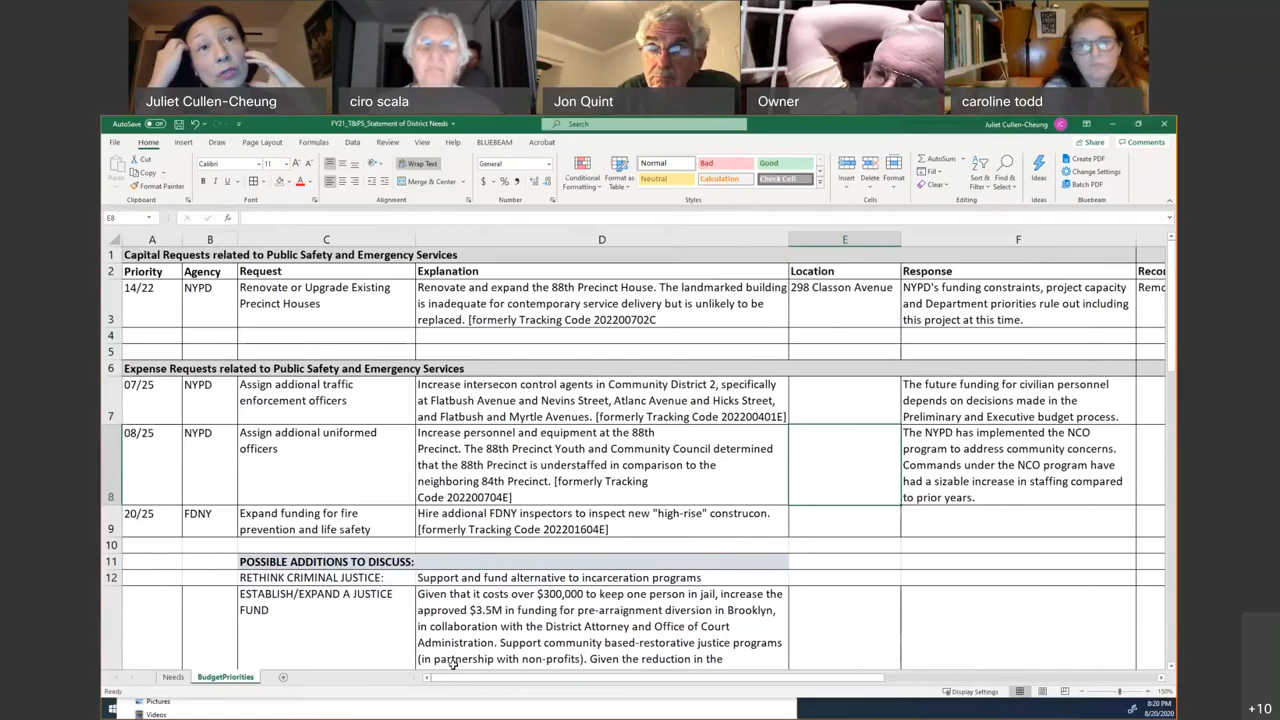 Juliet Cullen-Cheung
ciro scala
Jon Quint
Owner
caroline todd
AutoSave Off
FY21_T&PS_Statement of District Needs
Search
Juliet Cullen-Cheung
JC
File
Home
Insert
Draw
Page Layout
Formulas
Data
Review
View
Help
BLUEBEAM
Acrobat
Share
Comments
Paste
Cut
Copy
Format Painter
Clipboard
Calibri
11
Font
Wrap Text
Merge & Center
Alignment
General
Number
Conditional Formatting
Format as Table
Normal
Bad
Good
Neutral
Calculation
Check Cell
Styles
Insert
Delete
Format
Cells
AutoSum
Fill
Clear
Sort & Filter
Find & Select
Editing
Ideas
Ideas
Create PDF
Change Settings
Batch PDF
Bluebeam
E8
fx
A B C D E F
1 Capital Requests related to Public Safety and Emergency Services
2 Priority Agency Request Explanation Location Response Recor
14/22 NYPD Renovate or Upgrade Existing Renovate and expand the 88th Precinct House. The landmarked building 298 Classon Avenue NYPD's funding constraints, project capacity Remo
Precinct Houses is inadequate for contemporary service delivery but is unlikely to be and Department priorities rule out including
3 replaced. [formerly Tracking Code 202200702C this project at this time.
4
5
6 Expense Requests related to Public Safety and Emergency Services
07/25 NYPD Assign addional traffic Increase intersecon control agents in Community District 2, specifically The future funding for civilian personnel
enforcement officers at Flatbush Avenue and Nevins Street, Atlanc Avenue and Hicks Street, depends on decisions made in the
7 and Flatbush and Myrtle Avenues. [formerly Tracking Code 202200401E] Preliminary and Executive budget process.
08/25 NYPD Assign addional uniformed Increase personnel and equipment at the 88th The NYPD has implemented the NCO
officers Precinct. The 88th Precinct Youth and Community Council determined program to address community concerns.
that the 88th Precinct is understaffed in comparison to the Commands under the NCO program have
neighboring 84th Precinct. [formerly Tracking had a sizable increase in staffing compared
8 Code 202200704E] to prior years.
20/25 FDNY Expand funding for fire Hire addional FDNY inspectors to inspect new "high-rise" construcon.
9 prevention and life safety [formerly Tracking Code 202201604E]
10
11 POSSIBLE ADDITIONS TO DISCUSS:
12 RETHINK CRIMINAL JUSTICE: Support and fund alternative to incarceration programs
ESTABLISH/EXPAND A JUSTICE Given that it costs over $300,000 to keep one person in jail, increase the
FUND approved $3.5M in funding for pre-arraignment diversion in Brooklyn,
in collaboration with the District Attorney and Office of Court
Administration. Support community based-restorative justice programs
(in partnership with non-profits). Given the reduction in the
Needs
BudgetPriorities
Ready
Display Settings
150%
Pictures
Videos
8:20 PM
8/20/2020
+10